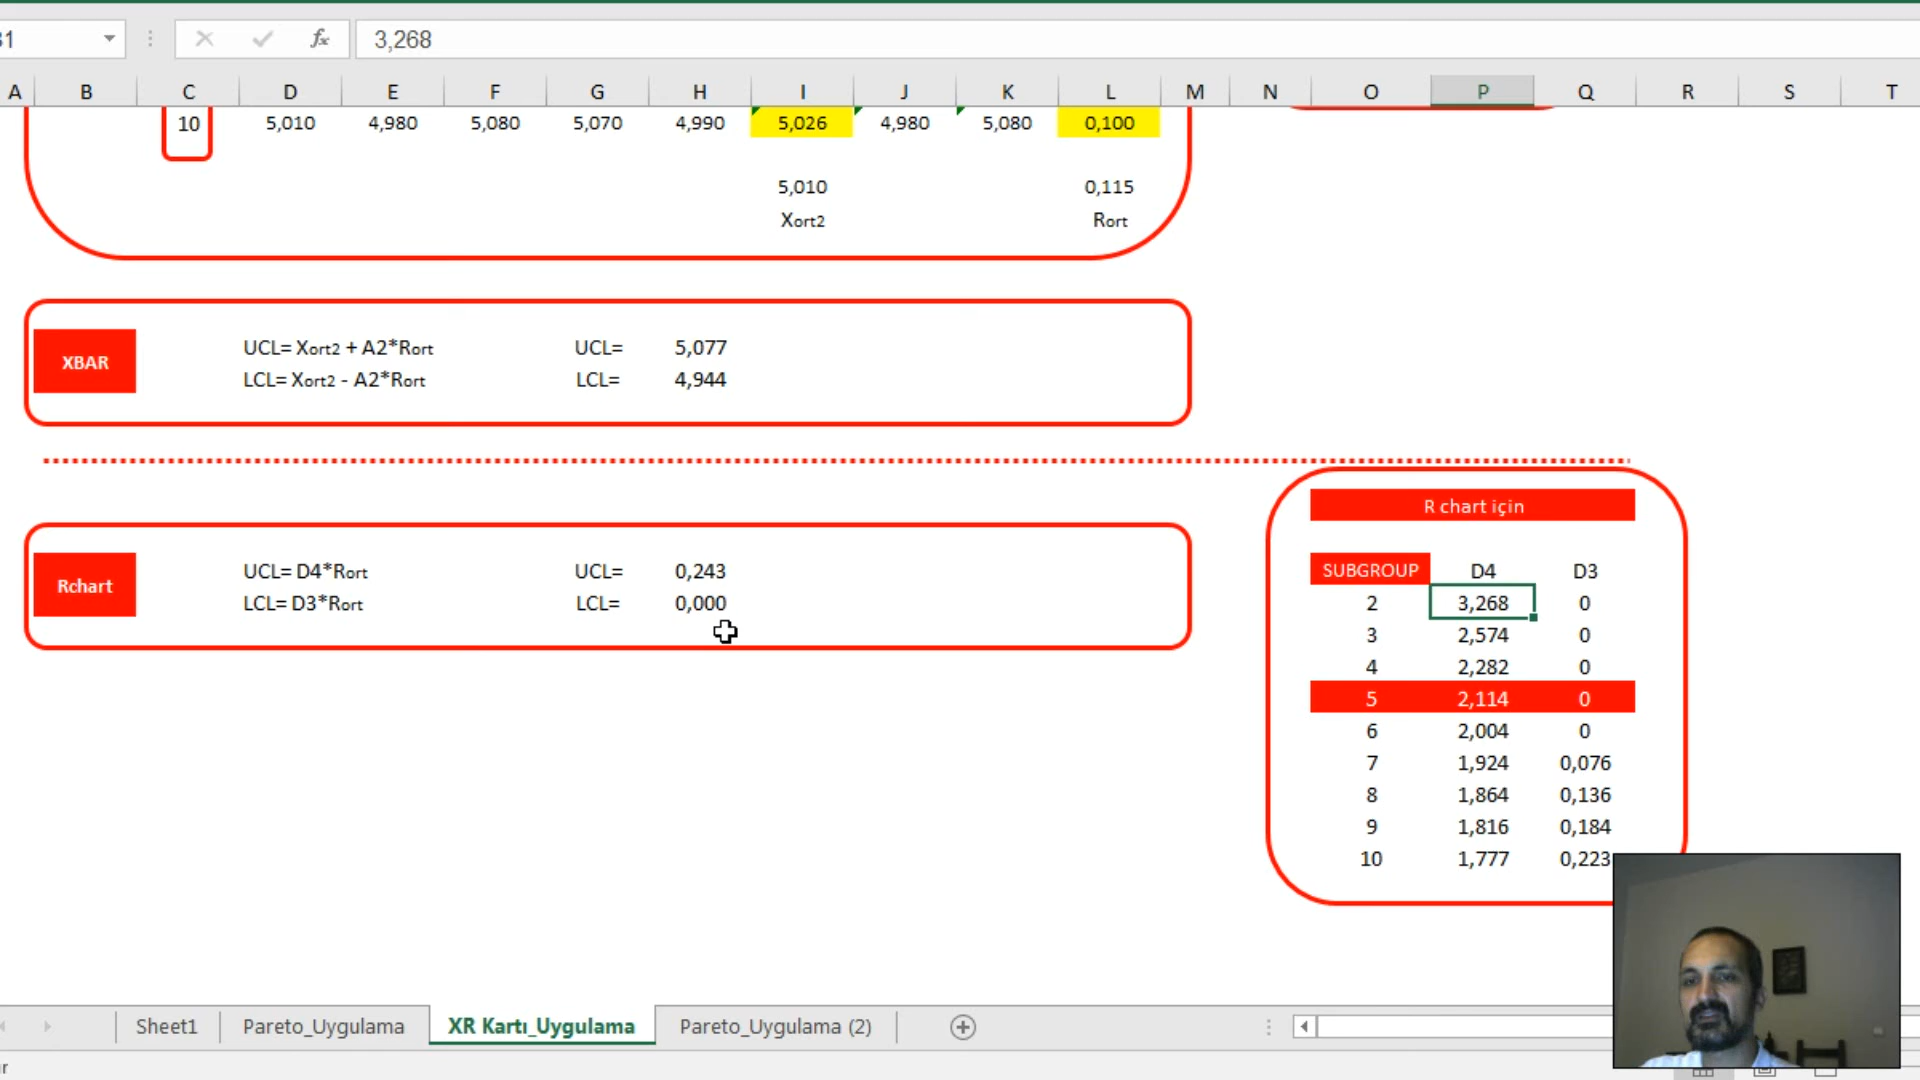 31 3,268
A B C D E F G H I J K L M N O P Q R S T
10 5,010 4,980 5,080 5,070 4,990 5,026 4,980 5,080 0,100
5,010 0,115
Xort2 Rort
XBAR
UCL= Xort2 + A2*Rort UCL= 5,077
LCL= Xort2 - A2*Rort LCL= 4,944
Rchart
UCL= D4*Rort UCL= 0,243
LCL= D3*Rort LCL= 0,000
R chart için
SUBGROUP D4 D3
2 3,268 0
3 2,574 0
4 2,282 0
5 2,114 0
6 2,004 0
7 1,924 0,076
8 1,864 0,136
9 1,816 0,184
10 1,777 0,223
Sheet1 Pareto_Uygulama XR Kartı_Uygulama Pareto_Uygulama (2)